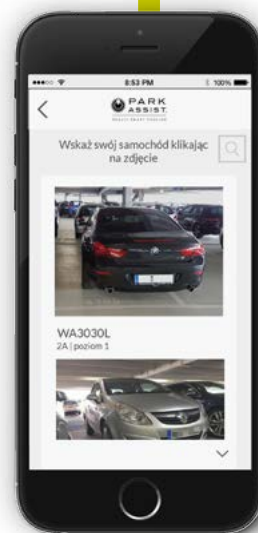 8:53 PM
100%
PARK
ASSIST.
Wskaż swój samochód klikając
na zdjęcie
WA3030L
2A | poziom 1